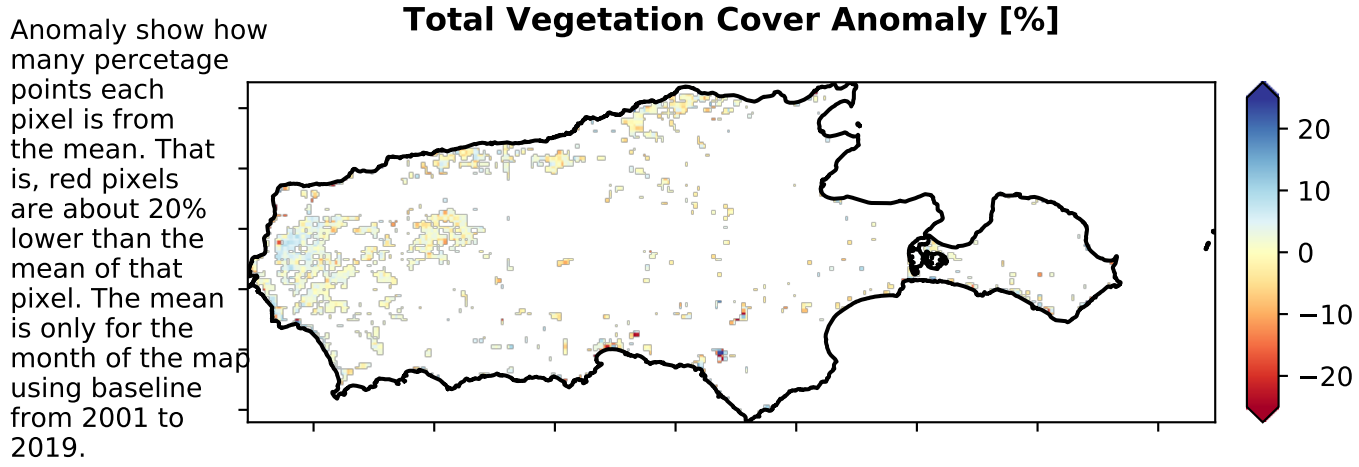 Total Vegetation Cover Anomaly [%]
Anomaly show how
many percetage
points each
pixel is from
the mean. That
is, red pixels
are about 20%
lower than the
mean of that
pixel. The mean
is only for the
month of the map
using baseline
from 2001 to
2019.
20
10
0
−10
−20